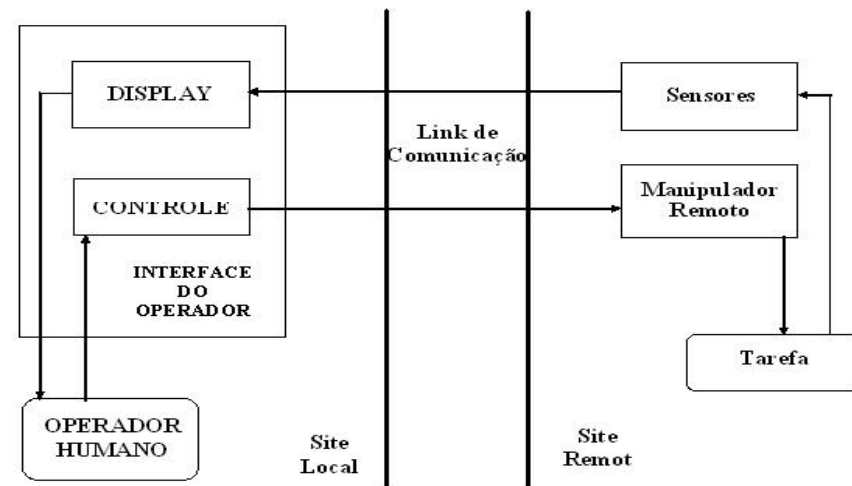 DISPLAY
Sensores
Link de
Comunicação
CONTROLE
Manipulador
Remoto
INTERFACE
DO
OPERADOR
Tarefa
OPERADOR
HUMANO
Site
Local
Site
Remot